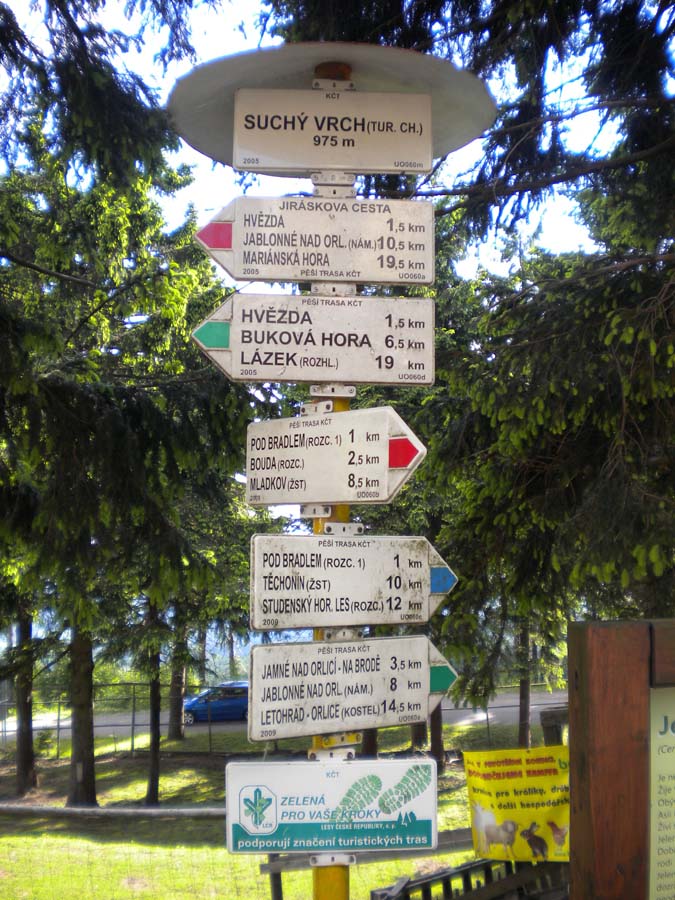 KČT
SUCHÝ VRCH (TUR. CH.)
975 m
2005 UO060m
JIRÁSKOVA CESTA
HVĚZDA 1,5 km
JABLONNÉ NAD ORL. (NÁM.) 10,5 km
MARIÁNSKÁ HORA 19,5 km
2005 PĚŠÍ TRASA KČT UO060a
PĚŠÍ TRASA KČT
HVĚZDA 1,5 km
BUKOVÁ HORA 6,5 km
LÁZEK (ROZHL.) 19 km
2005 UO060d
PĚŠÍ TRASA KČT
POD BRADLEM (ROZC. 1) 1 km
BOUDA (ROZC.) 2,5 km
MLADKOV (ŽST) 8,5 km
UO060b
PĚŠÍ TRASA KČT
POD BRADLEM (ROZC. 1) 1 km
TĚCHONÍN (ŽST) 10 km
STUDENSKÝ HOR. LES (ROZC.) 12 km
2009 UO060c
PĚŠÍ TRASA KČT
JAMNÉ NAD ORLICÍ - NA BRODĚ 3,5 km
JABLONNÉ NAD ORL. (NÁM.) 8 km
LETOHRAD - ORLICE (KOSTEL) 14,5 km
2009
KČT
ZELENÁ
PRO VAŠE KROKY
LČR
LESY ČESKÉ REPUBLIKY, s. p.
podporují značení turistických tras
pro králíky,
a další hospodářsk
Je